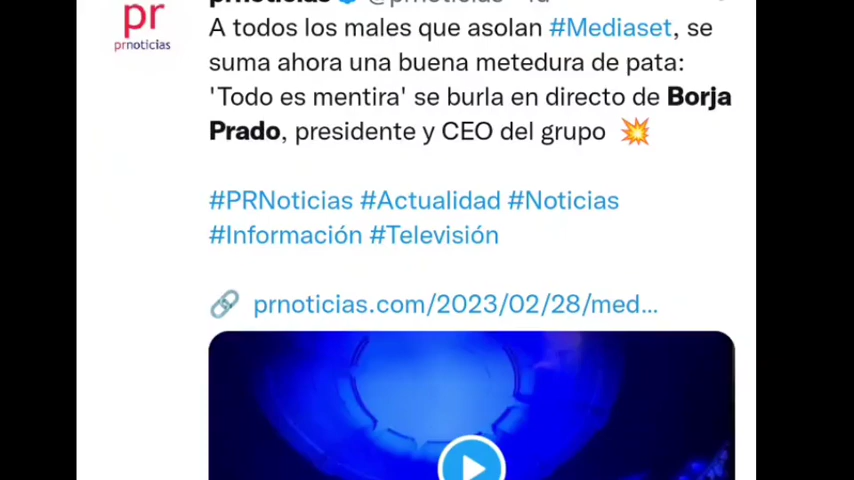 pr
prnoticias
prnoticias @prnoticias
A todos los males que asolan #Mediaset, se
suma ahora una buena metedura de pata:
'Todo es mentira' se burla en directo de Borja
Prado, presidente y CEO del grupo 💥
#PRNoticias #Actualidad #Noticias
#Información #Televisión
🔗 prnoticias.com/2023/02/28/med...